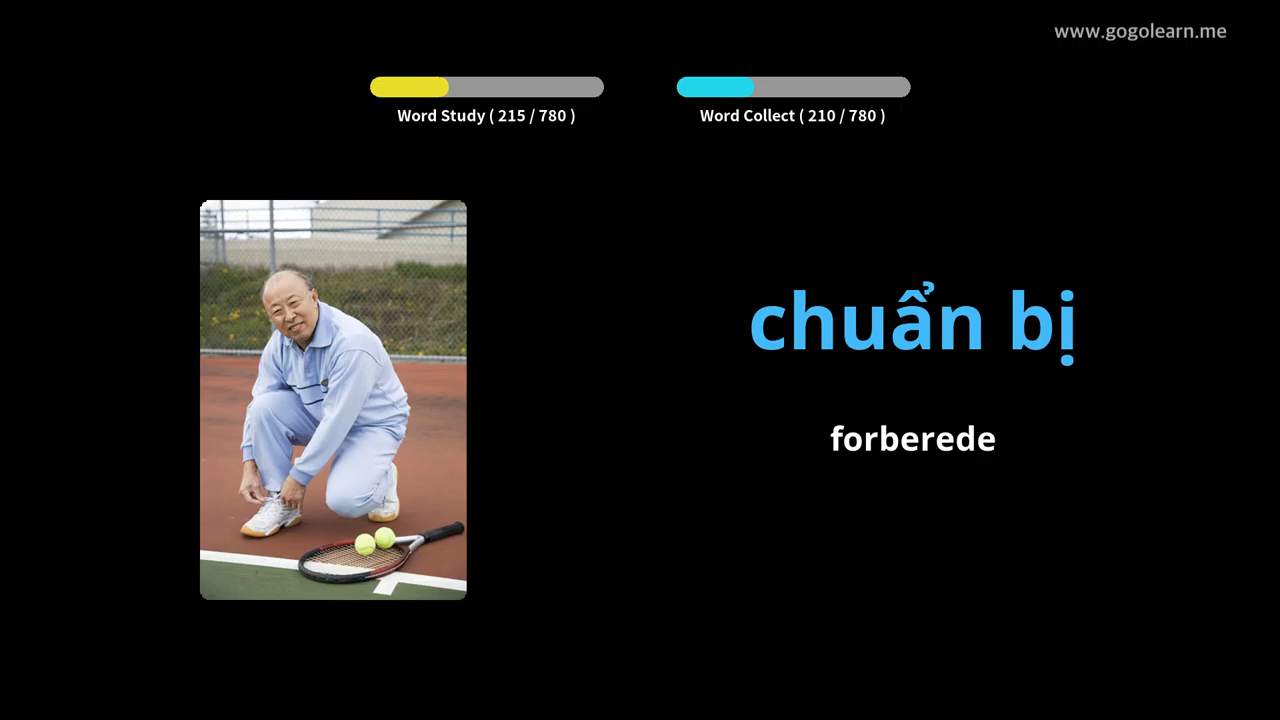 www.gogolearn.me
Word Study ( 215 / 780 )
Word Collect ( 210 / 780 )
chuẩn bị
forberede